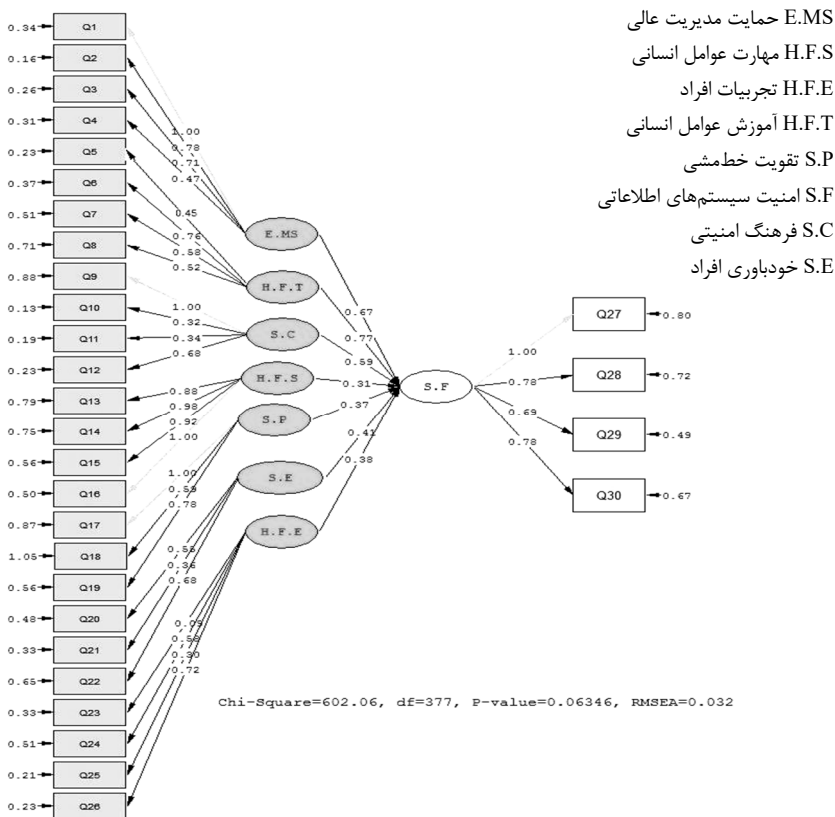 E.MS حمایت مدیریت عالی
H.F.S مهارت عوامل انسانی
H.F.E تجربیات افراد
H.F.T آموزش عوامل انسانی
S.P تقویت خط‌مشی
S.F امنیت سیستم‌های اطلاعاتی
S.C فرهنگ امنیتی
S.E خودباوری افراد
0.34 Q1
0.16 Q2
0.26 Q3
0.31 Q4
0.23 Q5
0.37 Q6
0.51 Q7
0.71 Q8
0.88 Q9
0.13 Q10
0.19 Q11
0.23 Q12
0.79 Q13
0.75 Q14
0.56 Q15
0.50 Q16
0.87 Q17
1.05 Q18
0.56 Q19
0.48 Q20
0.33 Q21
0.65 Q22
0.33 Q23
0.51 Q24
0.21 Q25
0.23 Q26
1.00
0.78
0.71
0.47
0.45
0.76
0.58
0.52
1.00
0.32
0.34
0.68
0.88
0.98
0.92
1.00
1.00
0.59
0.78
0.36
0.68
0.58
0.30
0.72
E.MS
H.F.T
S.C
H.F.S
S.P
S.E
H.F.E
0.67
0.77
0.59
0.31
0.37
0.41
0.38
S.F
1.00
0.78
0.69
0.78
Q27 0.80
Q28 0.72
Q29 0.49
Q30 0.67
Chi-Square=602.06, df=377, P-value=0.06346, RMSEA=0.032